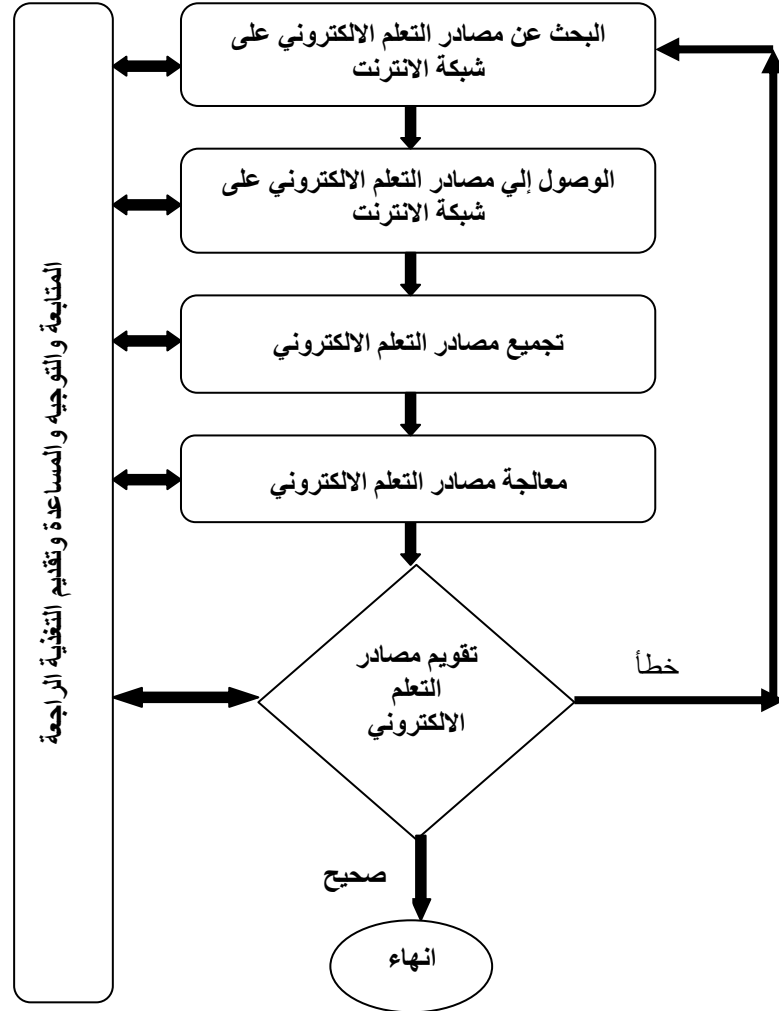 البحث عن مصادر التعلم الالكتروني على
شبكة الانترنت
الوصول إلي مصادر التعلم الالكتروني على
شبكة الانترنت
تجميع مصادر التعلم الالكتروني
معالجة مصادر التعلم الالكتروني
تقويم مصادر
التعلم
الالكتروني
خطأ
صحيح
انهاء
المتابعة والتوجيه والمساعدة وتقديم التغذية الراجعة